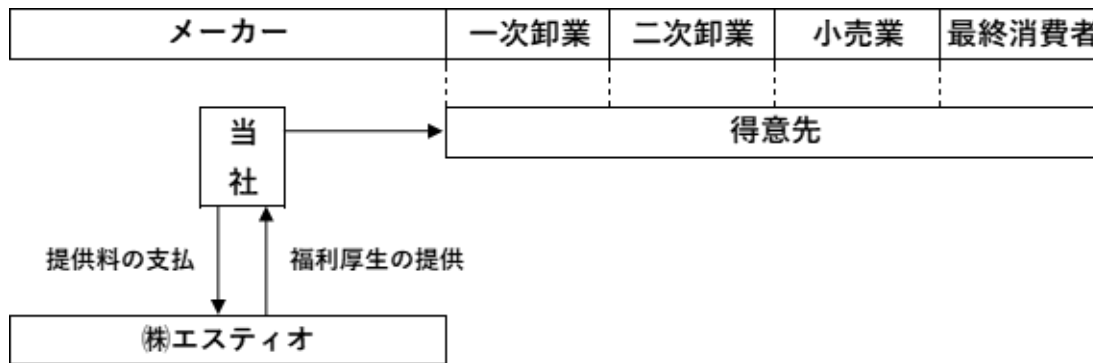 メーカー 一次卸業 二次卸業 小売業 最終消費者
当社
得意先
提供料の支払 福利厚生の提供
㈱エスティオ